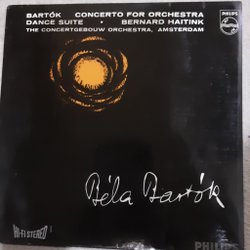 BARTÓK CONCERTO FOR ORCHESTRA
DANCE SUITE • BERNARD HAITINK
THE CONCERTGEBOUW ORCHESTRA, AMSTERDAM
PHILIPS
Béla Bartók
HI-FI STEREO
PHILIPS